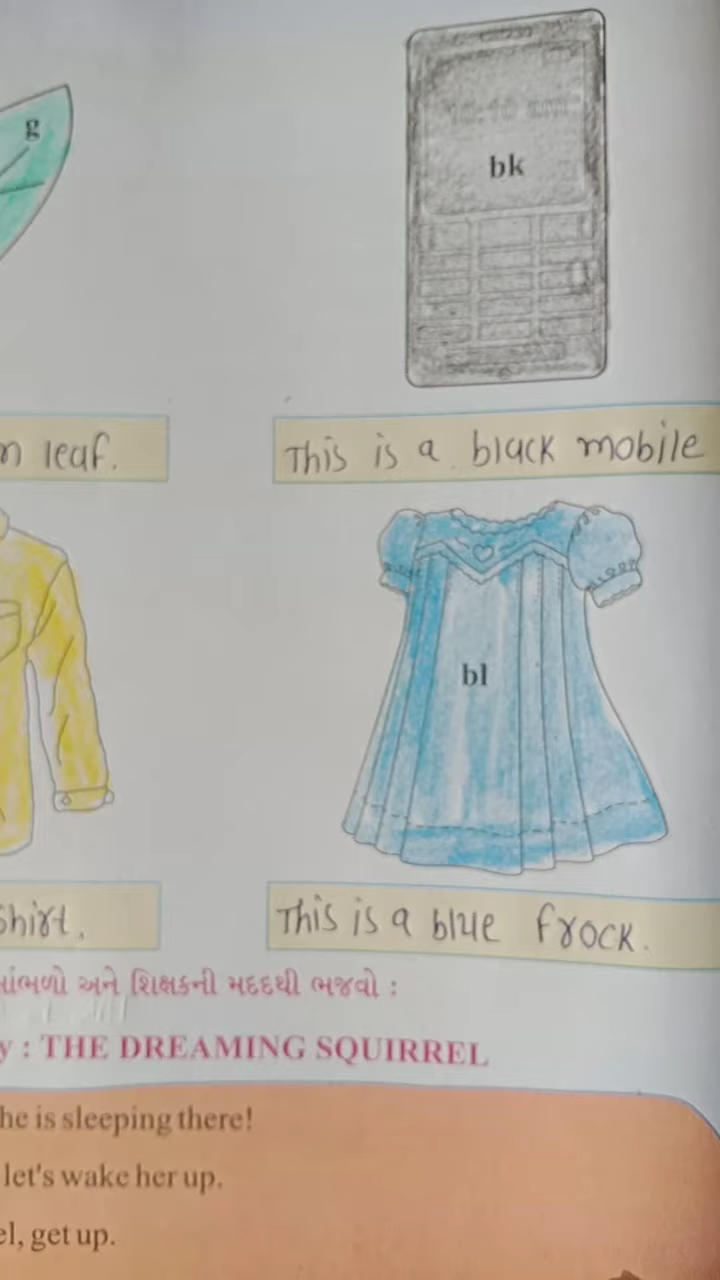 g
bk
n leaf.
This is a black mobile
bl
shirt.
This is a blue frock.
સાંભળો અને શિક્ષકની મદદથી ભજવો :
y : THE DREAMING SQUIRREL
he is sleeping there!
let's wake her up.
el, get up.